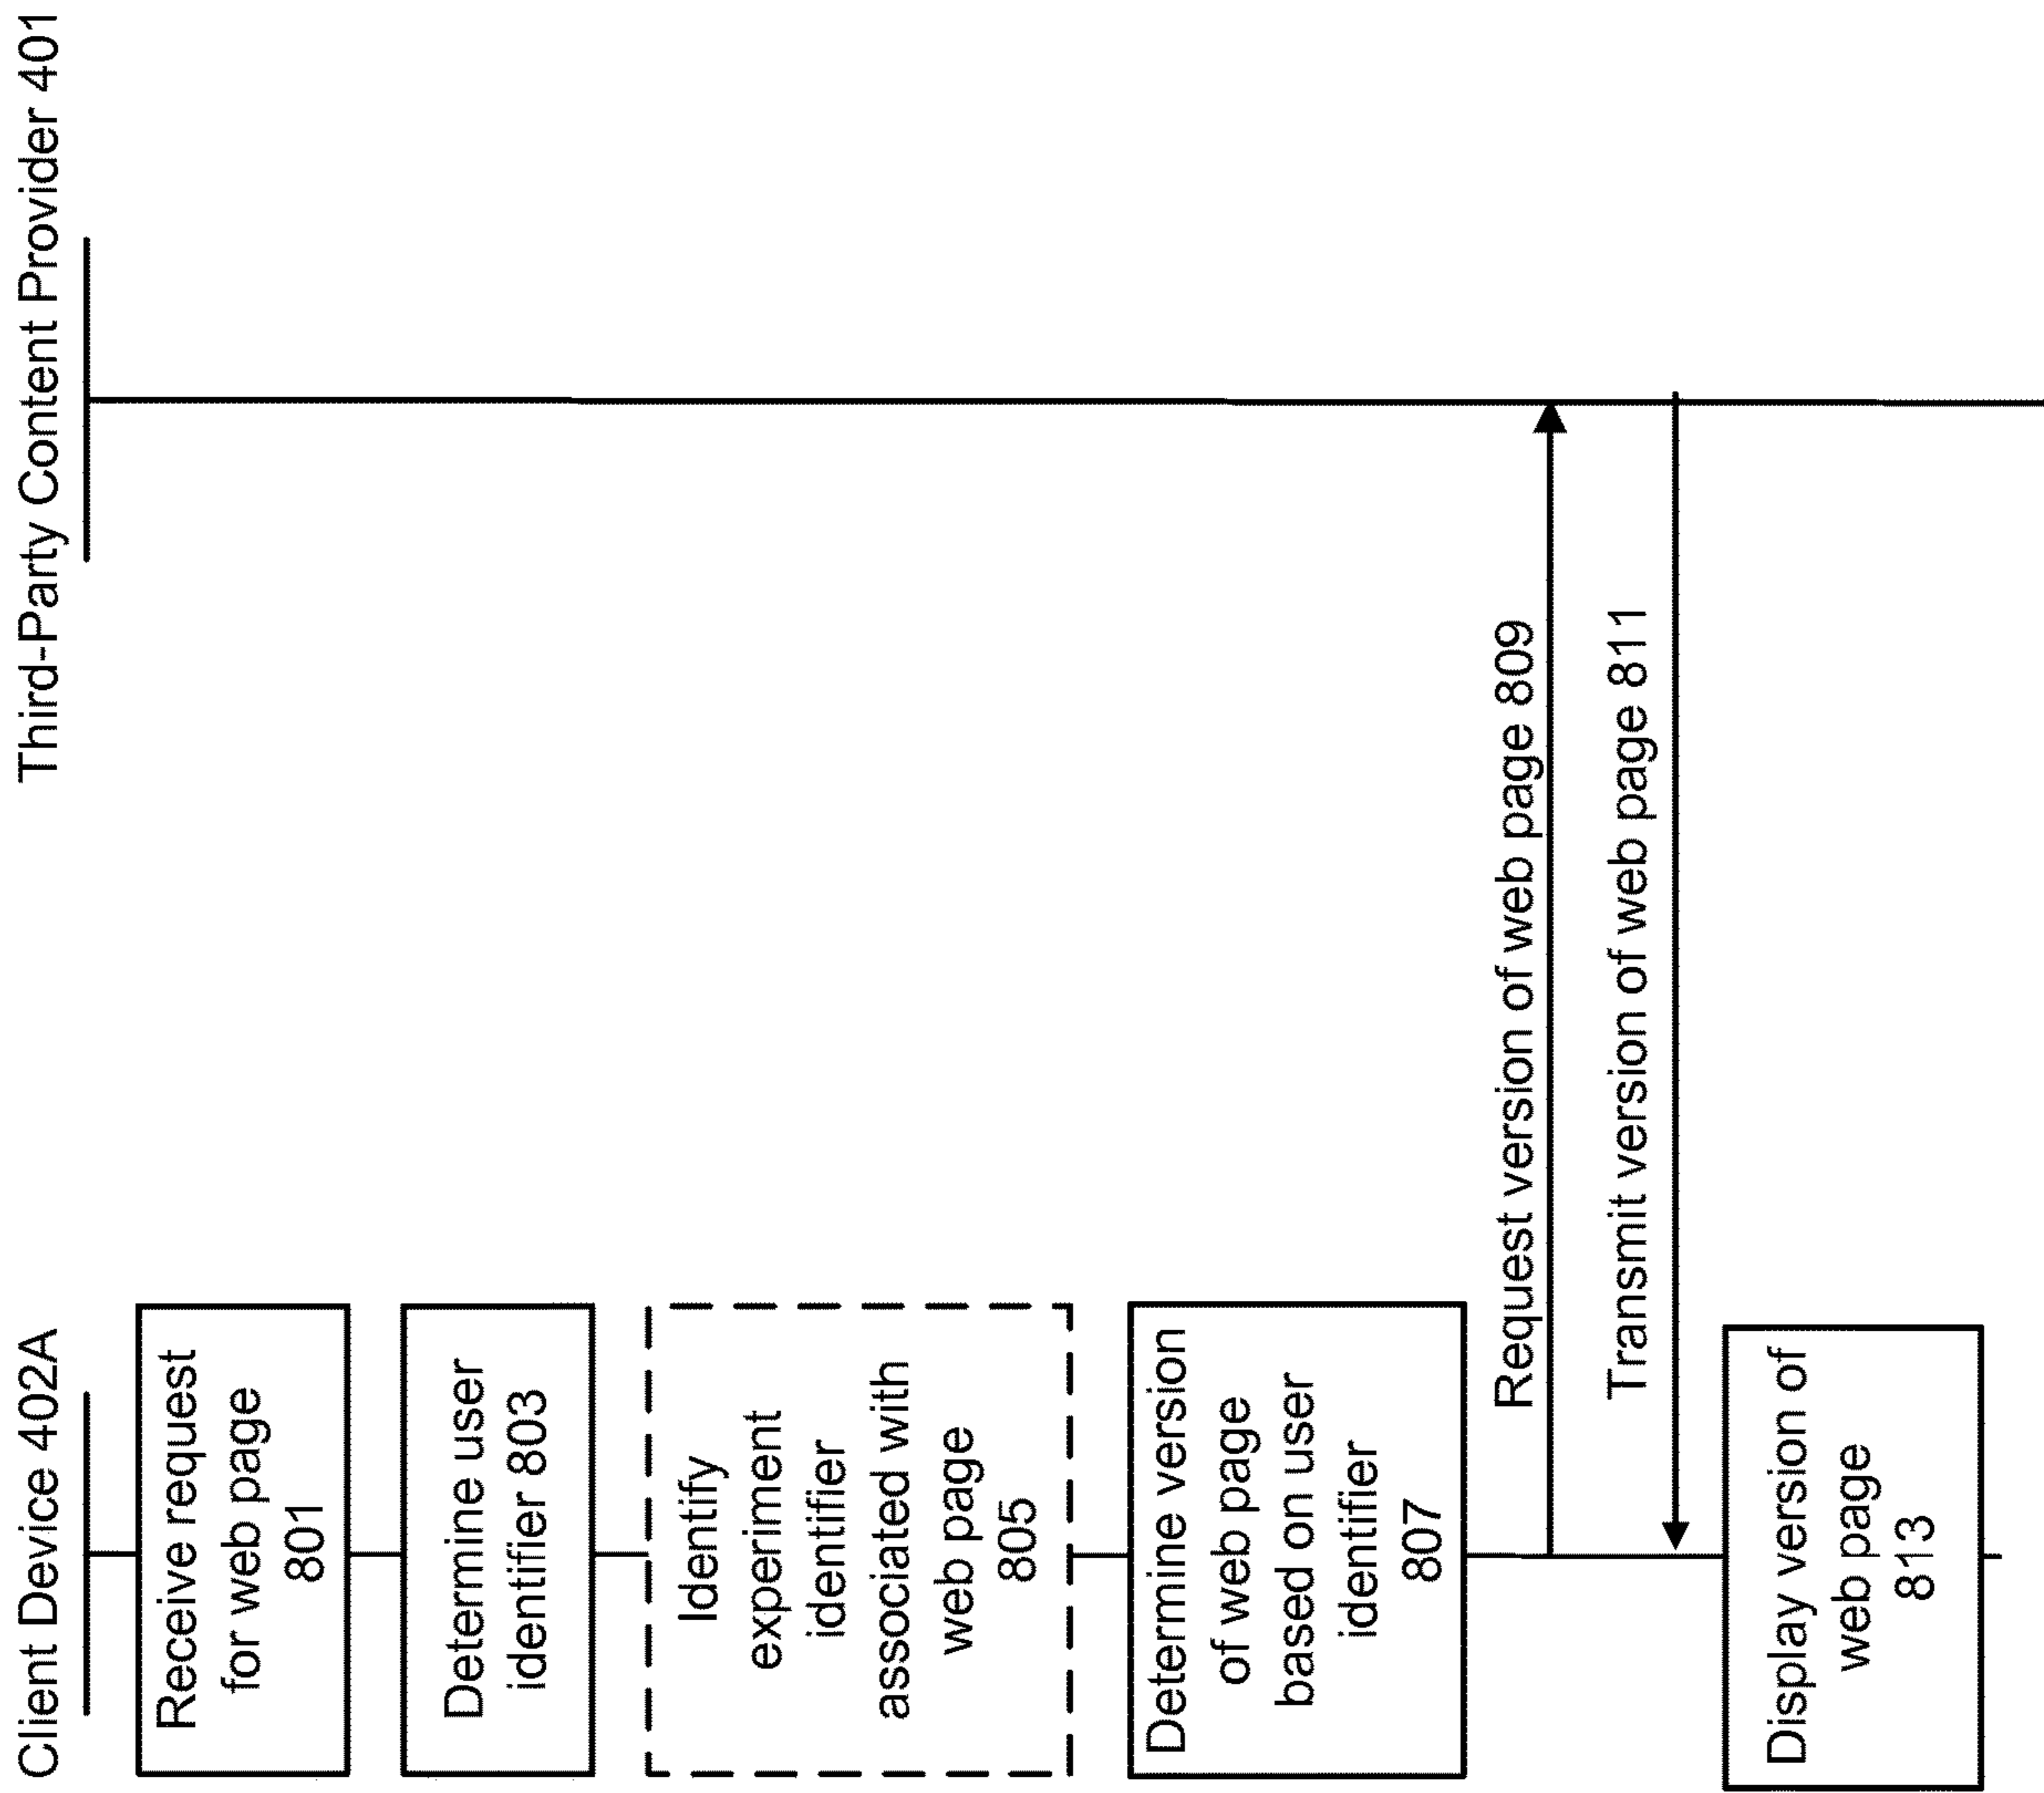 Client Device 402A
Third-Party Content Provider 401
Receive request
for web page
801
Determine user
identifier 803
Identify
experiment
identifier
associated with
web page
805
Determine version
of web page
based on user
identifier
807
Request version of web page 809
Transmit version of web page 811
Display version of
web page
813